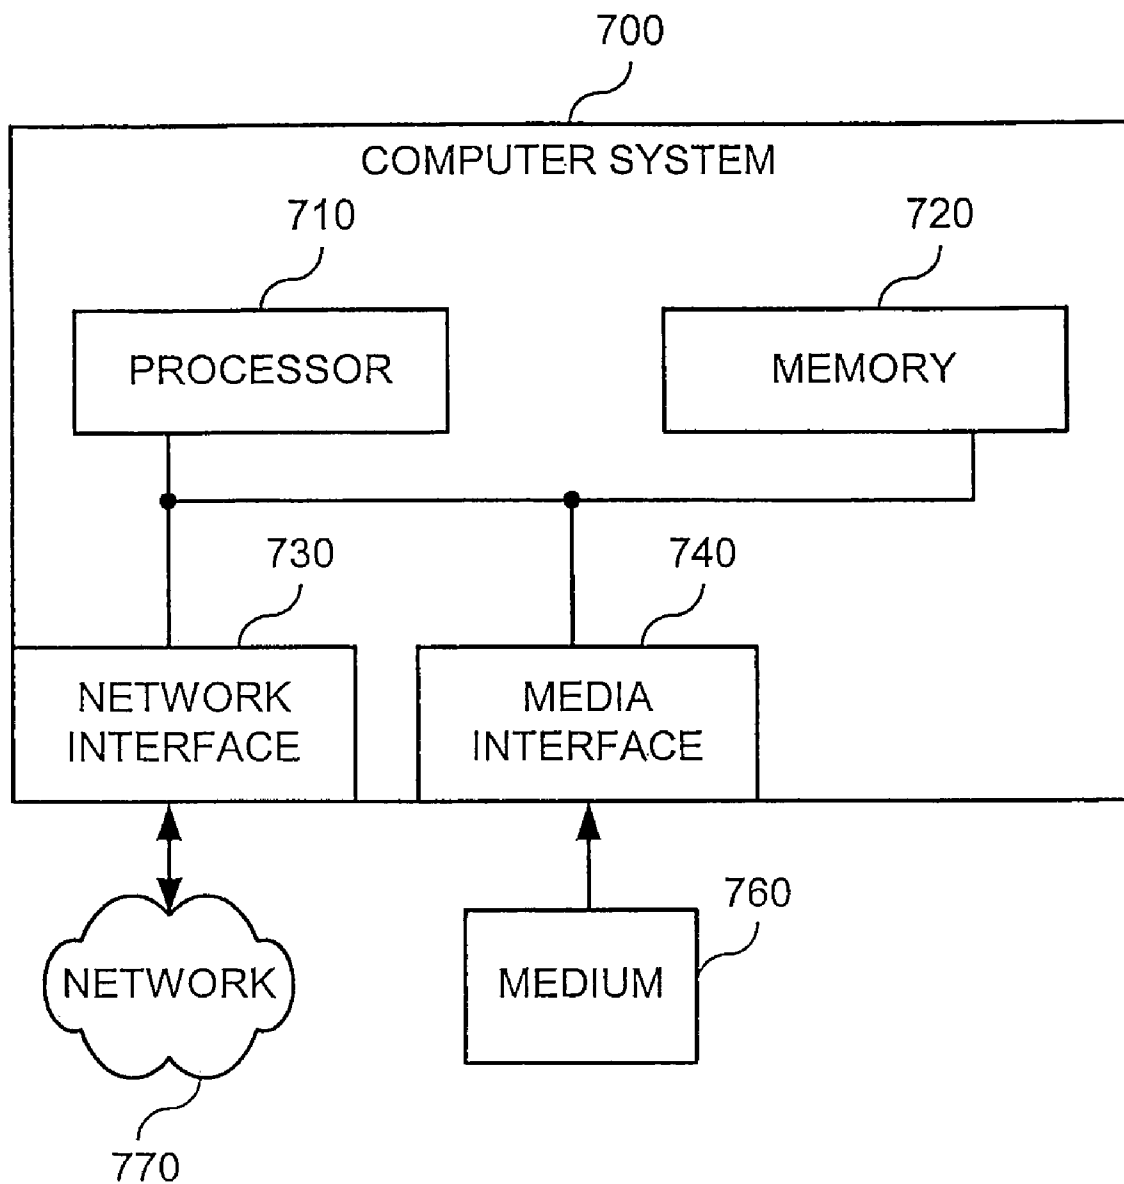 700
COMPUTER SYSTEM
710
720
PROCESSOR
MEMORY
730
740
NETWORK
INTERFACE
MEDIA
INTERFACE
760
NETWORK
MEDIUM
770